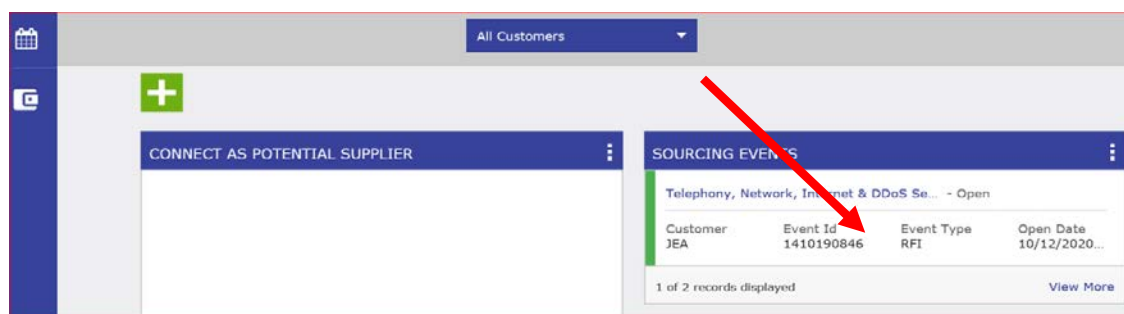 All Customers
CONNECT AS POTENTIAL SUPPLIER
SOURCING EVENTS
Telephony, Network, Internet & DDoS Se... - Open
Customer Event Id Event Type Open Date
JEA 1410190846 RFI 10/12/2020...
1 of 2 records displayed View More